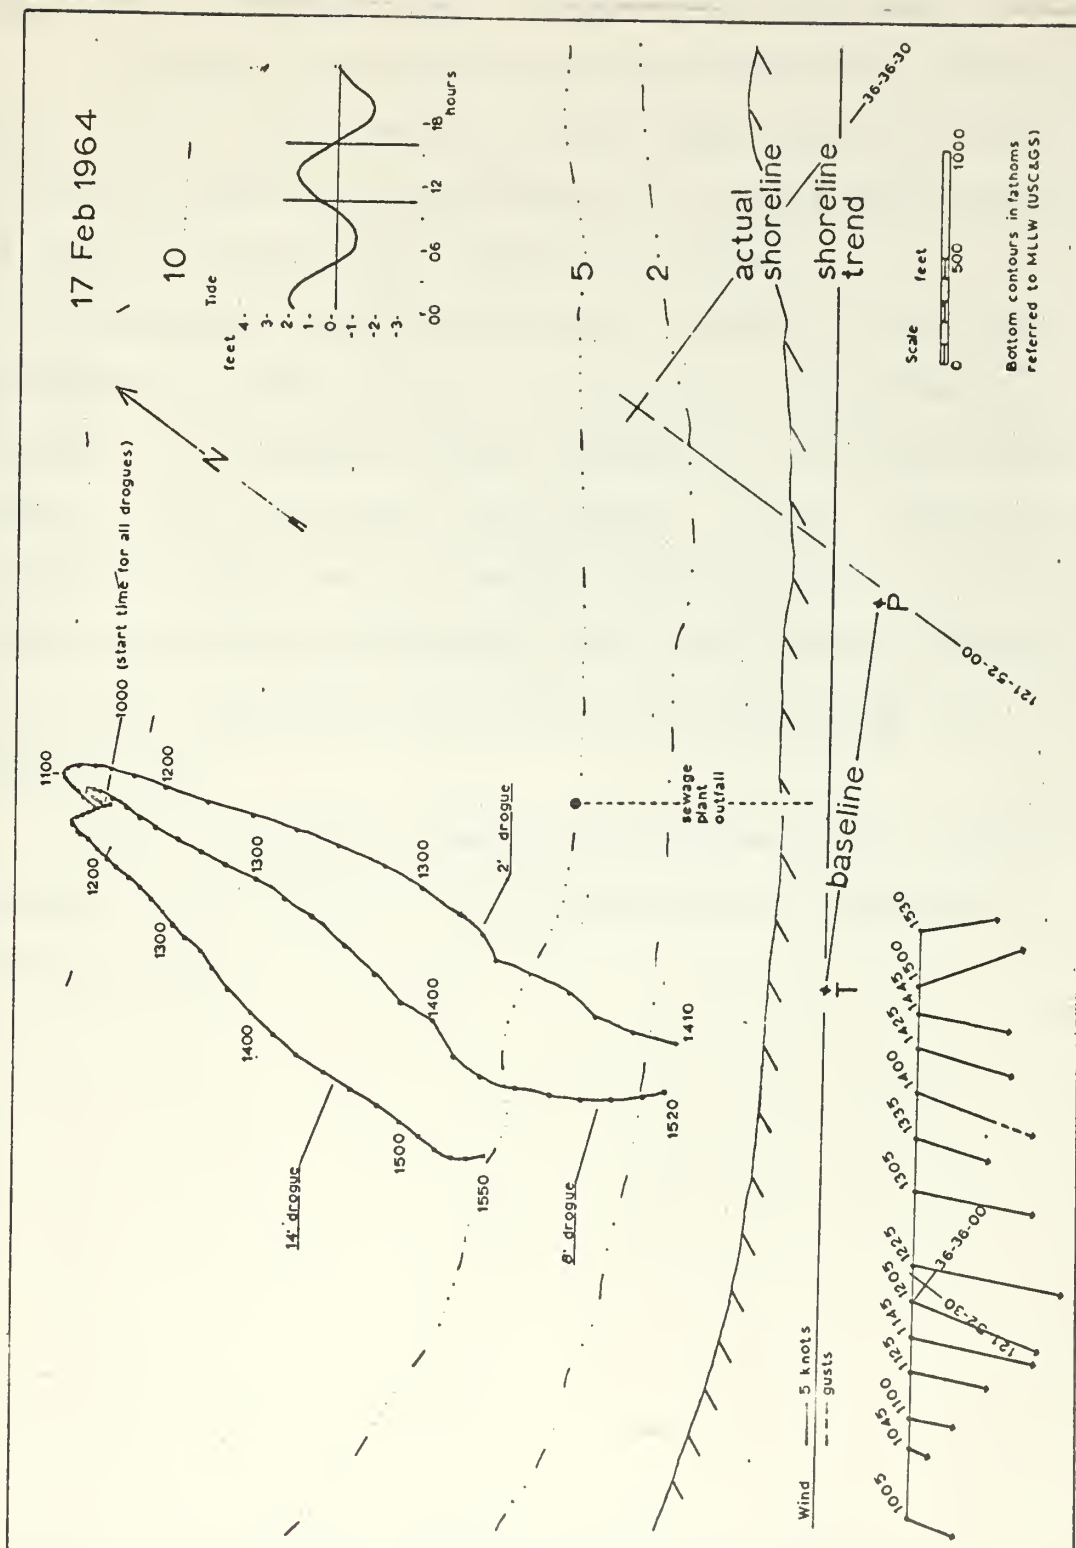 17 Feb 1964
10
Tide
feet
4-
3-
2-
1-
0-
-1-
-2-
-3-
00
06
12
18
hours
N
1000 (start time for all drogues)
1100
1200
1300
2' drogue
1410
1300
1400
8' drogue
1520
1200
1300
1400
14' drogue
1500
1550
5
2
sewage
plant
outfall
actual
shoreline
shoreline
trend
36-36-30
121-52-00
P
baseline
T
Scale
feet
0
500
1000
Bottom contours in fathoms
referred to MLLW (USC&GS)
Wind
5 knots
gusts
1005
1045
1100
1125
1145
1205
1225
1305
1335
1400
1425
1445
1500
1530
36-36-00
121-52-30